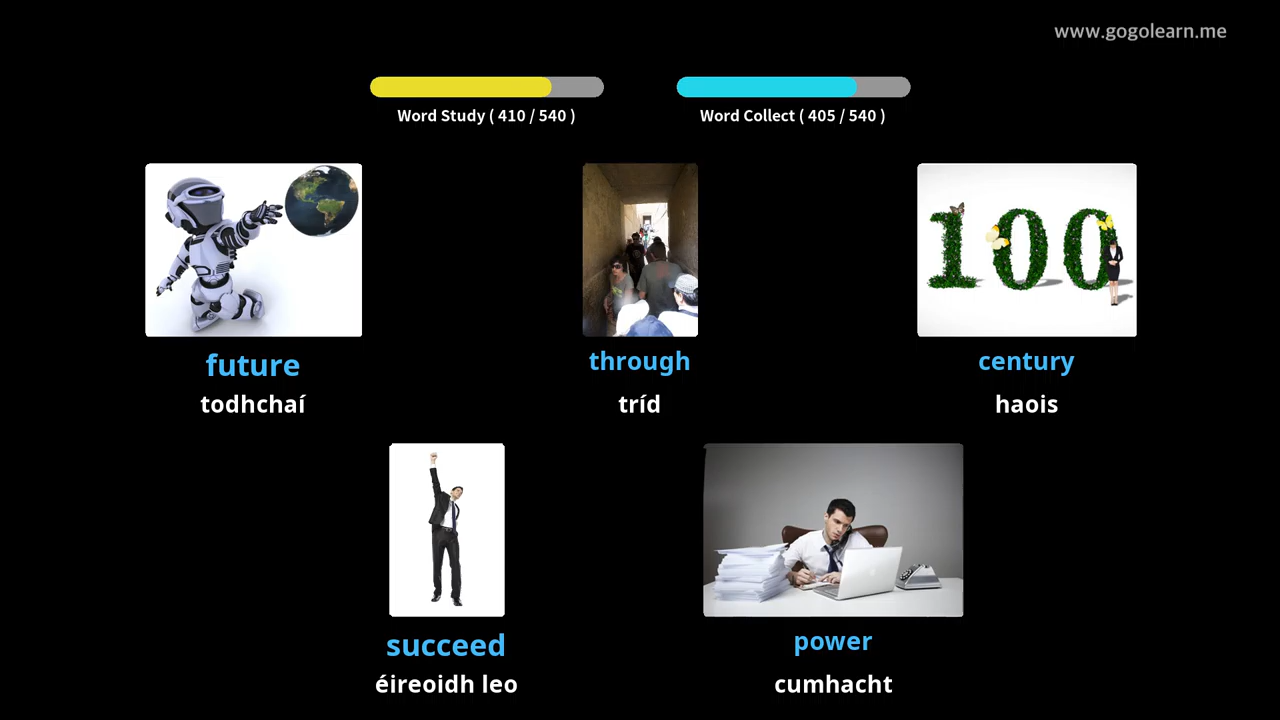 www.gogolearn.me
Word Study ( 410 / 540 )
Word Collect ( 405 / 540 )
100
future
through
century
todhchaí
tríd
haois
succeed
power
éireoidh leo
cumhacht